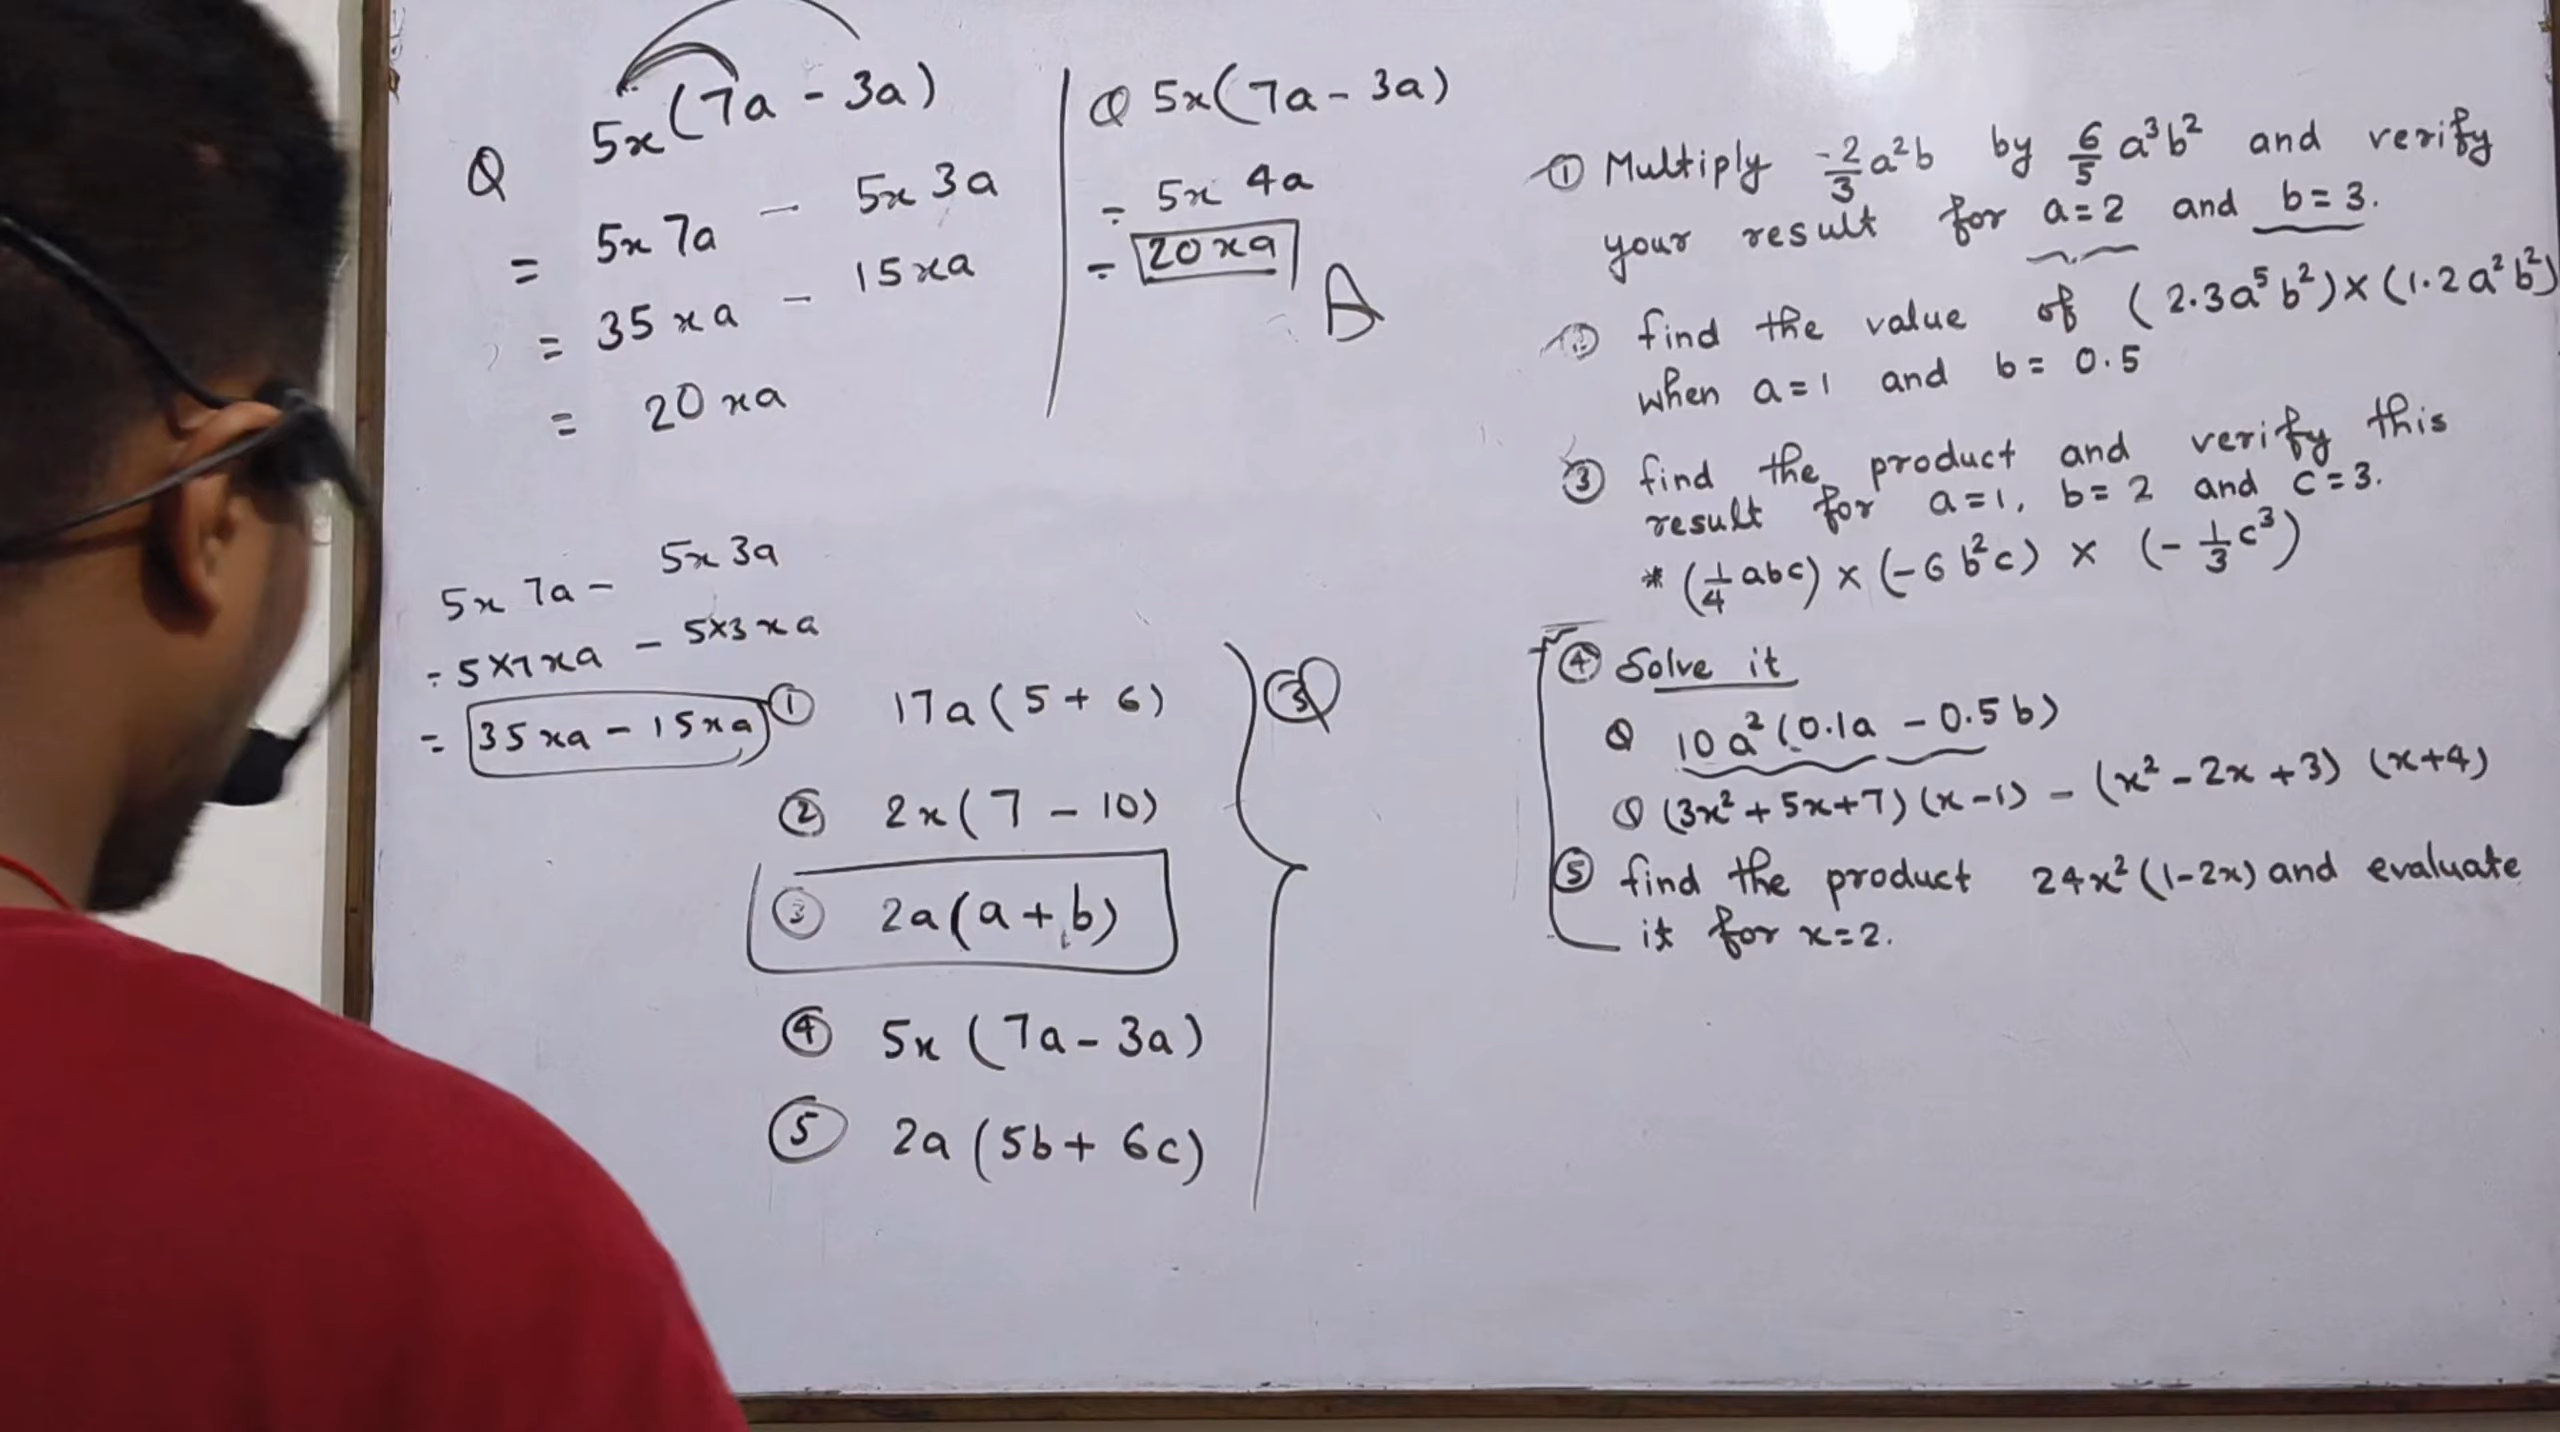 Q 5x(7a - 3a)
= 5x 7a - 5x 3a
= 35xa - 15xa
= 20xa
Q 5x(7a - 3a)
= 5x 4a
= 20xa
A
5x 7a - 5x 3a
= 5×7xa - 5×3xa
= 35xa - 15xa
① 17a(5 + 6)
② 2x(7 - 10)
③ 2a(a + b)
④ 5x(7a - 3a)
⑤ 2a(5b + 6c)
① Multiply -2/3 a²b by 6/5 a³b² and verify
your result for a=2 and b=3.
② find the value of (2.3a⁵b²)×(1.2a²b²)
when a=1 and b=0.5
③ find the product and verify this
result for a=1, b=2 and c=3.
* (1/4 abc) × (-6b²c) × (-1/3 c³)
④ Solve it
Q 10a²(0.1a - 0.5b)
Q (3x²+5x+7)(x-1) - (x²-2x+3)(x+4)
⑤ find the product 24x²(1-2x) and evaluate
it for x=2.